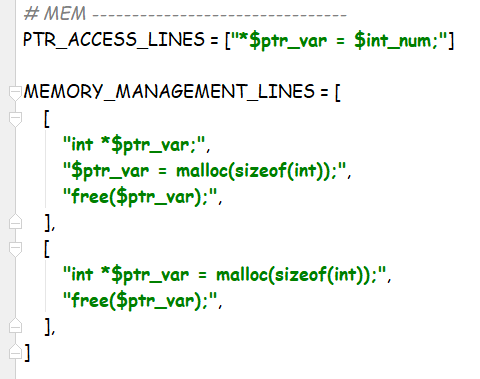 # MEM -------------------------------
PTR_ACCESS_LINES = ["*$ptr_var = $int_num;"]

MEMORY_MANAGEMENT_LINES = [
    [
        "int *$ptr_var;",
        "$ptr_var = malloc(sizeof(int));",
        "free($ptr_var);",
    ],
    [
        "int *$ptr_var = malloc(sizeof(int));",
        "free($ptr_var);",
    ],
]